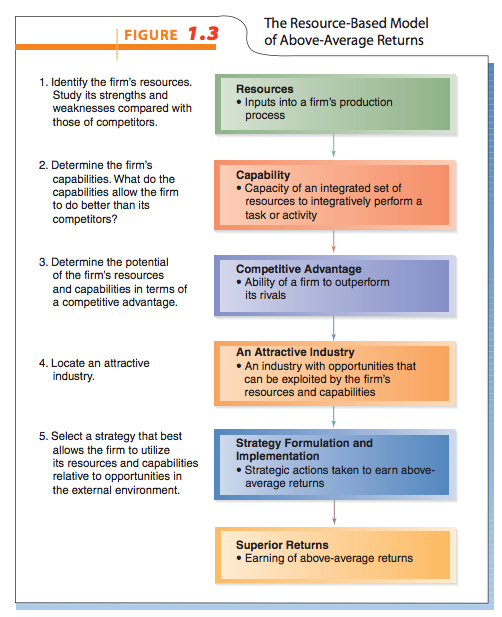 FIGURE 1.3
The Resource-Based Model
of Above-Average Returns
1. Identify the firm's resources.
Study its strengths and
weaknesses compared with
those of competitors.
Resources
• Inputs into a firm's production
process
2. Determine the firm's
capabilities. What do the
capabilities allow the firm
to do better than its
competitors?
Capability
• Capacity of an integrated set of
resources to integratively perform a
task or activity
3. Determine the potential
of the firm's resources
and capabilities in terms of
a competitive advantage.
Competitive Advantage
• Ability of a firm to outperform
its rivals
4. Locate an attractive
industry.
An Attractive Industry
• An industry with opportunities that
can be exploited by the firm's
resources and capabilities
5. Select a strategy that best
allows the firm to utilize
its resources and capabilities
relative to opportunities in
the external environment.
Strategy Formulation and
Implementation
• Strategic actions taken to earn above-
average returns
Superior Returns
• Earning of above-average returns